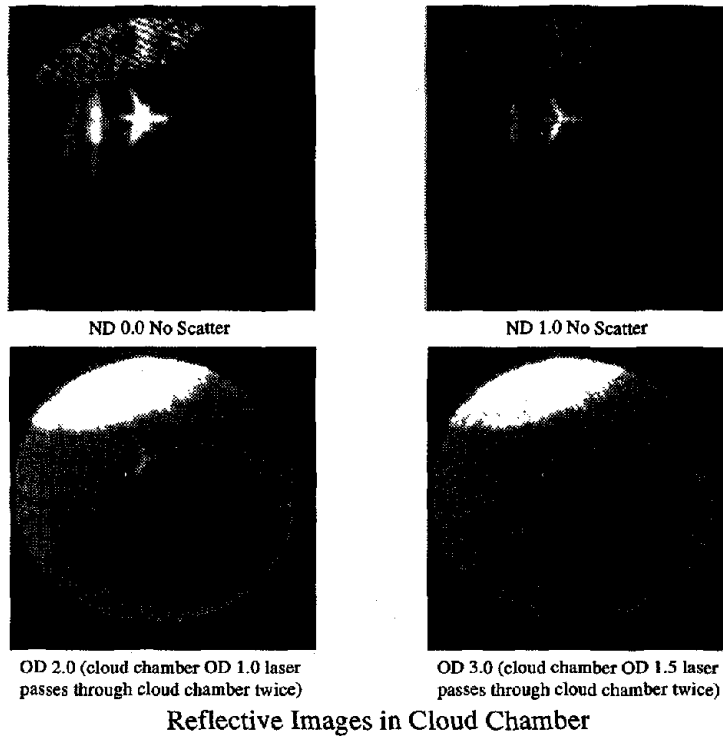 ND 0.0 No Scatter
ND 1.0 No Scatter
OD 2.0 (cloud chamber OD 1.0 laser
passes through cloud chamber twice)
OD 3.0 (cloud chamber OD 1.5 laser
passes through cloud chamber twice)
Reflective Images in Cloud Chamber